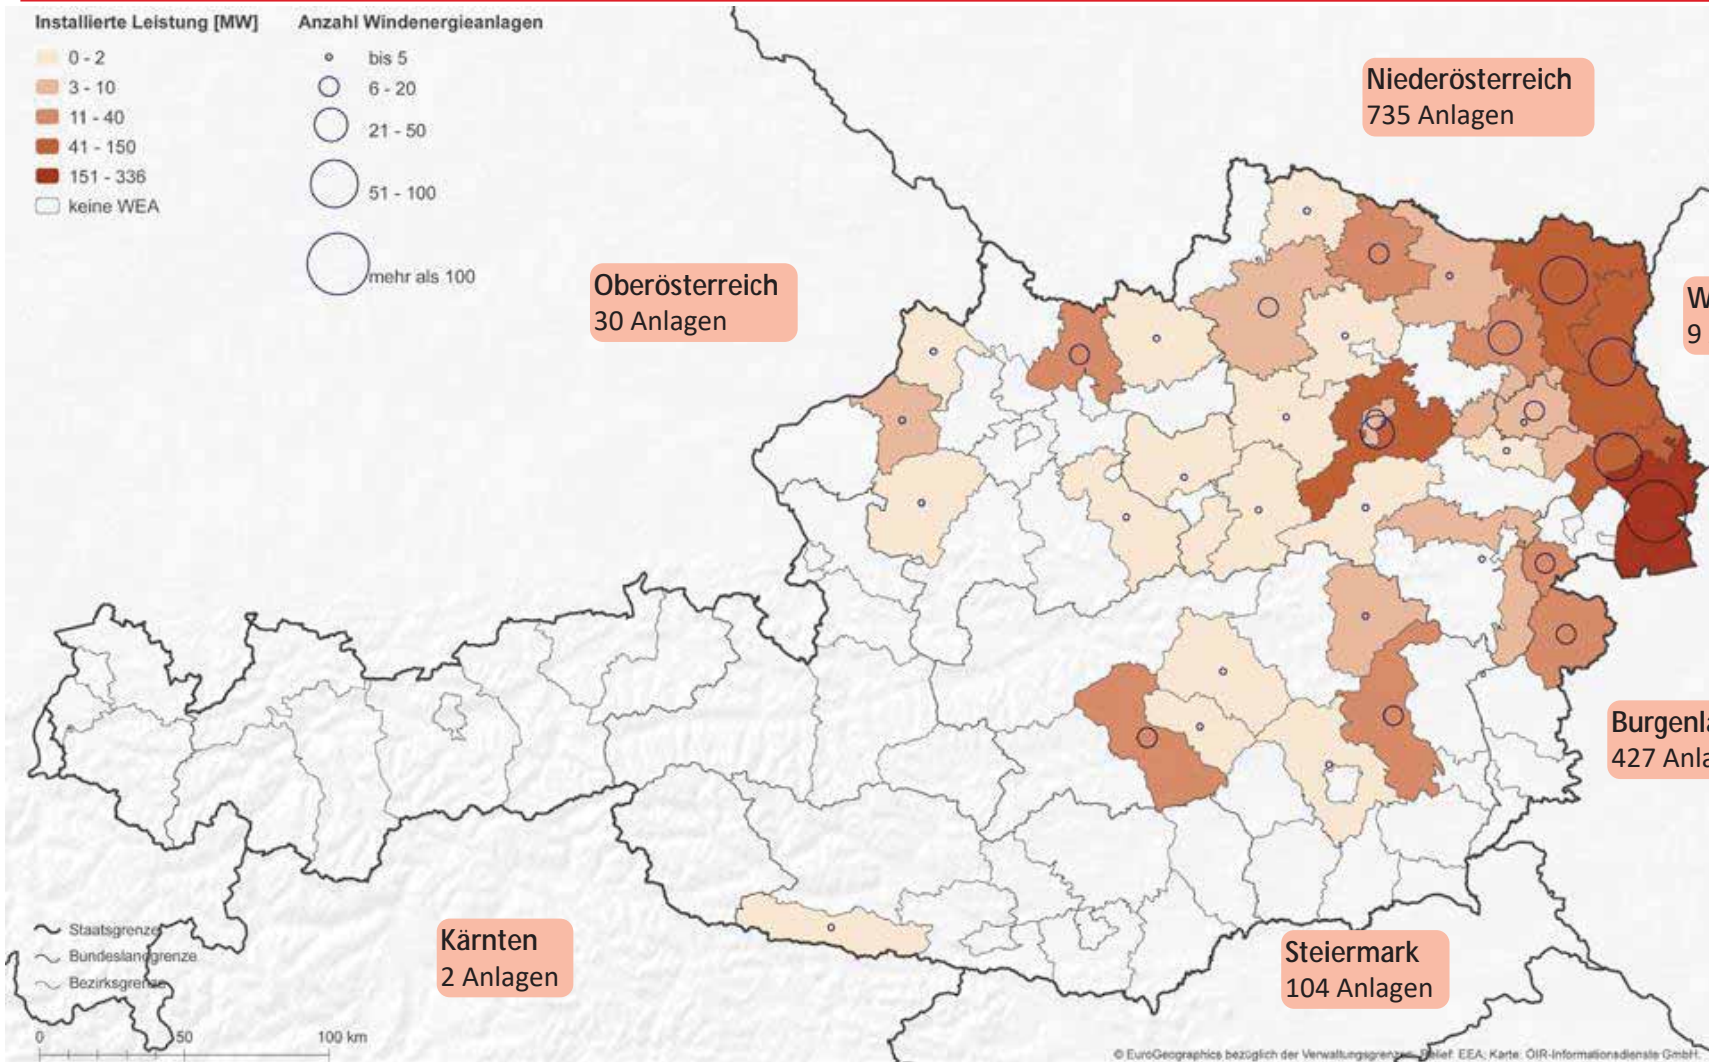 Installierte Leistung [MW]
0 - 2
3 - 10
11 - 40
41 - 150
151 - 336
keine WEA
Anzahl Windenergieanlagen
bis 5
6 - 20
21 - 50
51 - 100
mehr als 100
Niederösterreich
735 Anlagen
Oberösterreich
30 Anlagen
W
9
Burgenla
427 Anla
Kärnten
2 Anlagen
Steiermark
104 Anlagen
Staatsgrenze
Bundeslandgrenze
Bezirksgrenze
0 50 100 km
© EuroGeographics bezüglich der Verwaltungsgrenzen, Relief: EEA; Karte: ÖIR-Informationsdienste GmbH.